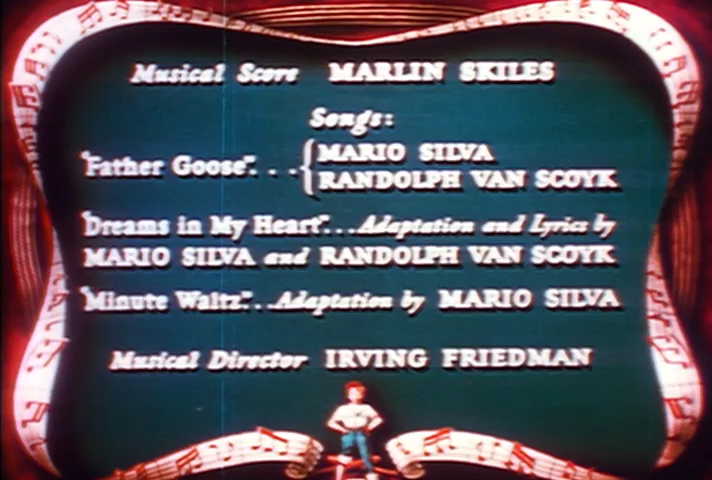 Musical Score MARLIN SKILES
Songs:
"Father Goose"... { MARIO SILVA
RANDOLPH VAN SCOYK
"Dreams in My Heart"... Adaptation and Lyrics by
MARIO SILVA and RANDOLPH VAN SCOYK
"Minute Waltz"... Adaptation by MARIO SILVA
Musical Director IRVING FRIEDMAN